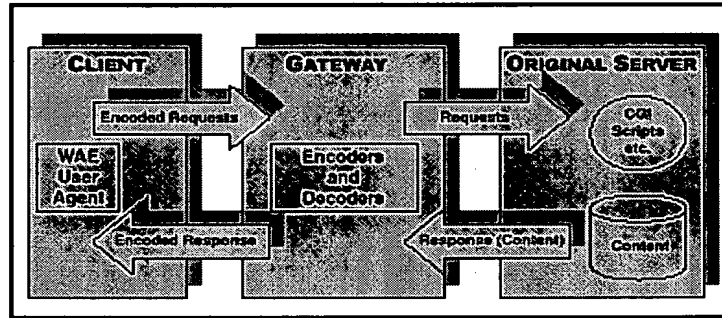 CLIENT
GATEWAY
ORIGINAL SERVER
Encoded Requests
Requests
CGI
Scripts
etc.
WAE
User
Agent
Encoders
and
Decoders
Encoded Response
Response (Content)
Content